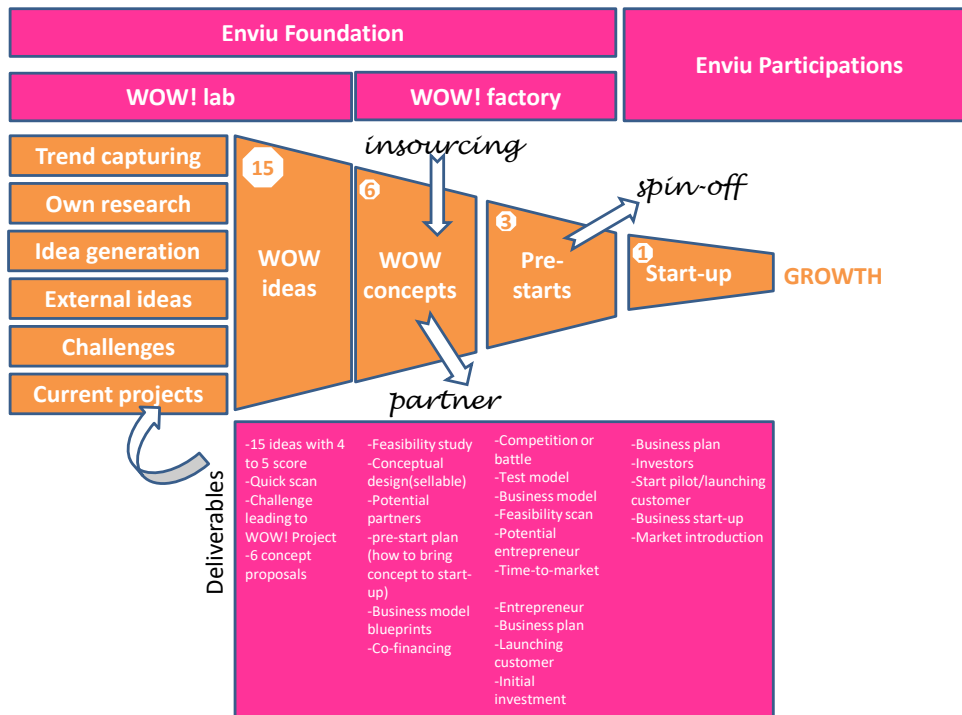 Enviu Foundation
Enviu Participations
WOW! lab
WOW! factory
Trend capturing
Own research
Idea generation
External ideas
Challenges
Current projects
15
WOW
ideas
insourcing
6
WOW
concepts
partner
3
Pre-
starts
spin-off
1
Start-up
GROWTH
Deliverables
-15 ideas with 4
to 5 score
-Quick scan
-Challenge
leading to
WOW! Project
-6 concept
proposals
-Feasibility study
-Conceptual
design(sellable)
-Potential
partners
-pre-start plan
(how to bring
concept to start-
up)
-Business model
blueprints
-Co-financing
-Competition or
battle
-Test model
-Business model
-Feasibility scan
-Potential
entrepreneur
-Time-to-market
-Entrepreneur
-Business plan
-Launching
customer
-Initial
investment
-Business plan
-Investors
-Start pilot/launching
customer
-Business start-up
-Market introduction